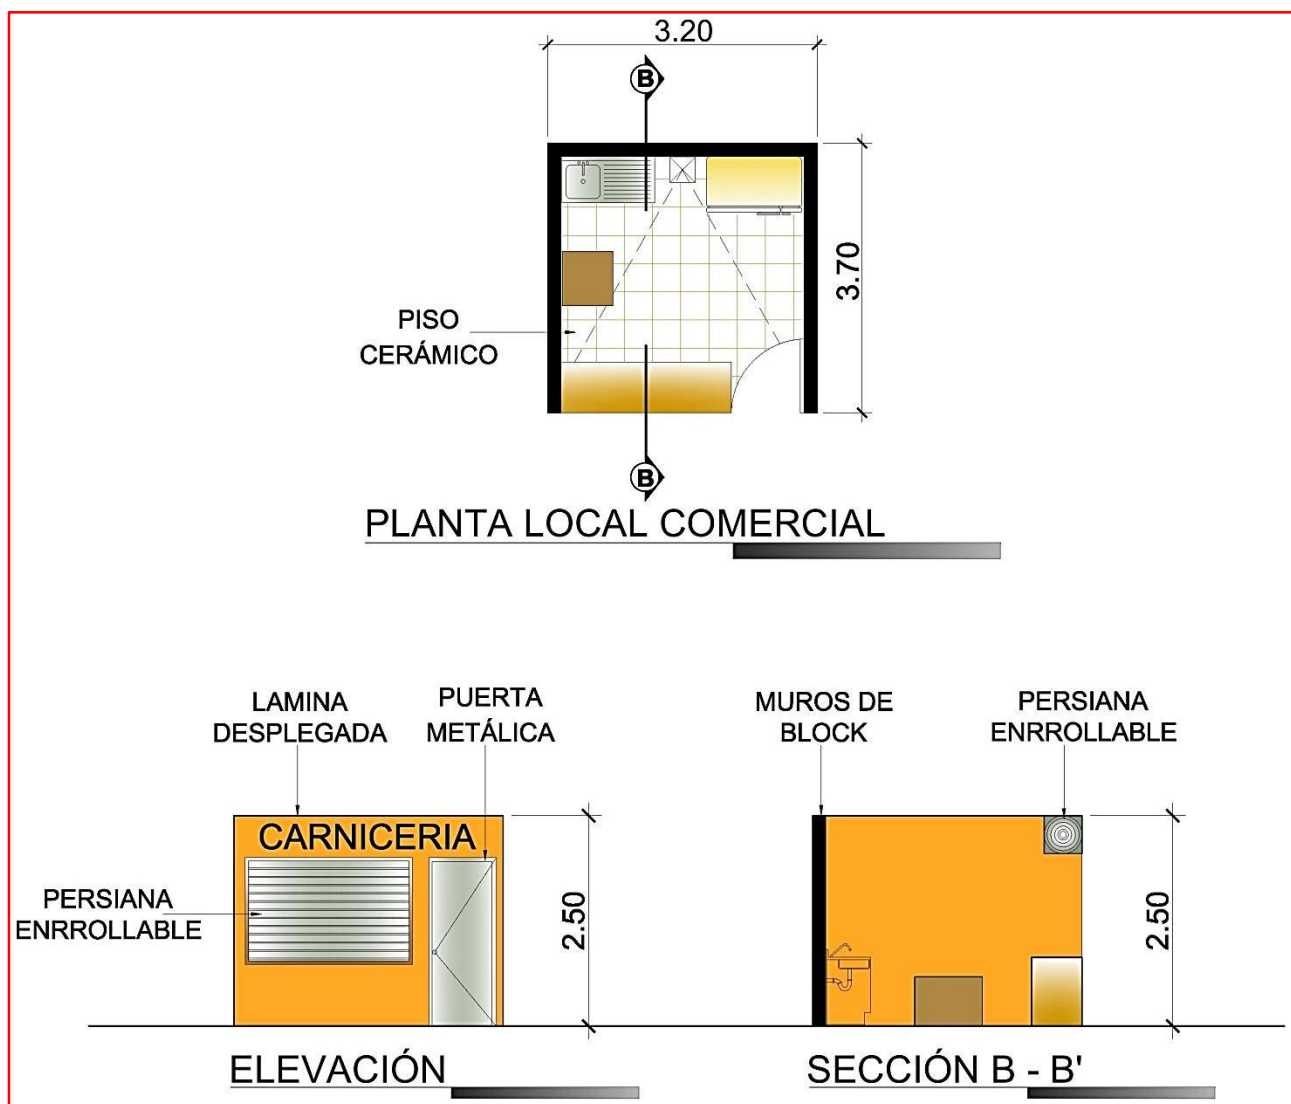 3.20
B
3.70
PISO
CERÁMICO
B
PLANTA LOCAL COMERCIAL
LAMINA
DESPLEGADA
PUERTA
METÁLICA
MUROS DE
BLOCK
PERSIANA
ENRROLLABLE
CARNICERIA
PERSIANA
ENRROLLABLE
2.50
2.50
ELEVACIÓN
SECCIÓN B - B'